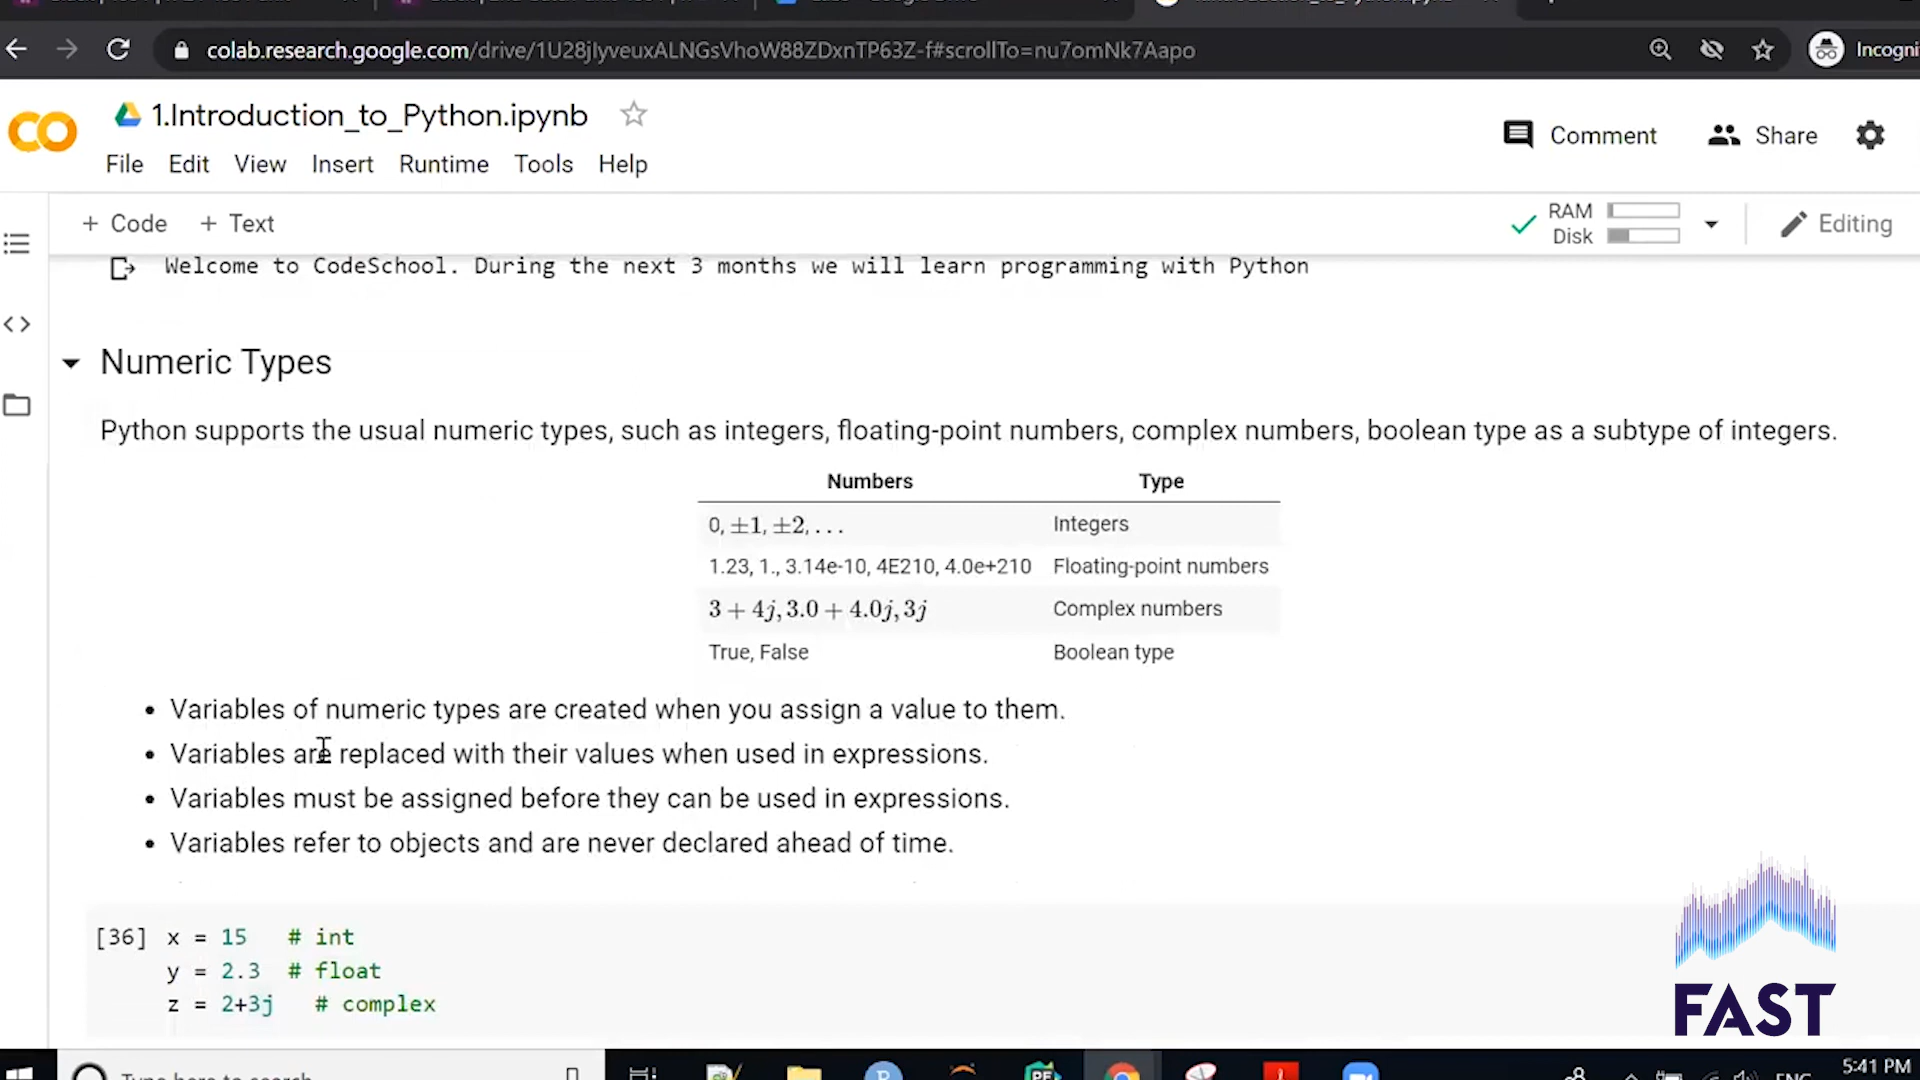 colab.research.google.com/drive/1U28jIyveuxALNGsVhoW88ZDxnTP63Z-f#scrollTo=nu7omNk7Aapo
Incogni
1.Introduction_to_Python.ipynb
Comment
Share
File Edit View Insert Runtime Tools Help
+ Code + Text
RAM
Disk
Editing
Welcome to CodeSchool. During the next 3 months we will learn programming with Python
Numeric Types
Python supports the usual numeric types, such as integers, floating-point numbers, complex numbers, boolean type as a subtype of integers.
Numbers Type
0, ±1, ±2, ... Integers
1.23, 1., 3.14e-10, 4E210, 4.0e+210 Floating-point numbers
3 + 4j, 3.0 + 4.0j, 3j Complex numbers
True, False Boolean type
• Variables of numeric types are created when you assign a value to them.
• Variables are replaced with their values when used in expressions.
• Variables must be assigned before they can be used in expressions.
• Variables refer to objects and are never declared ahead of time.
[36] x = 15 # int
y = 2.3 # float
z = 2+3j # complex
FAST
Type here to search
5:41 PM
ENG